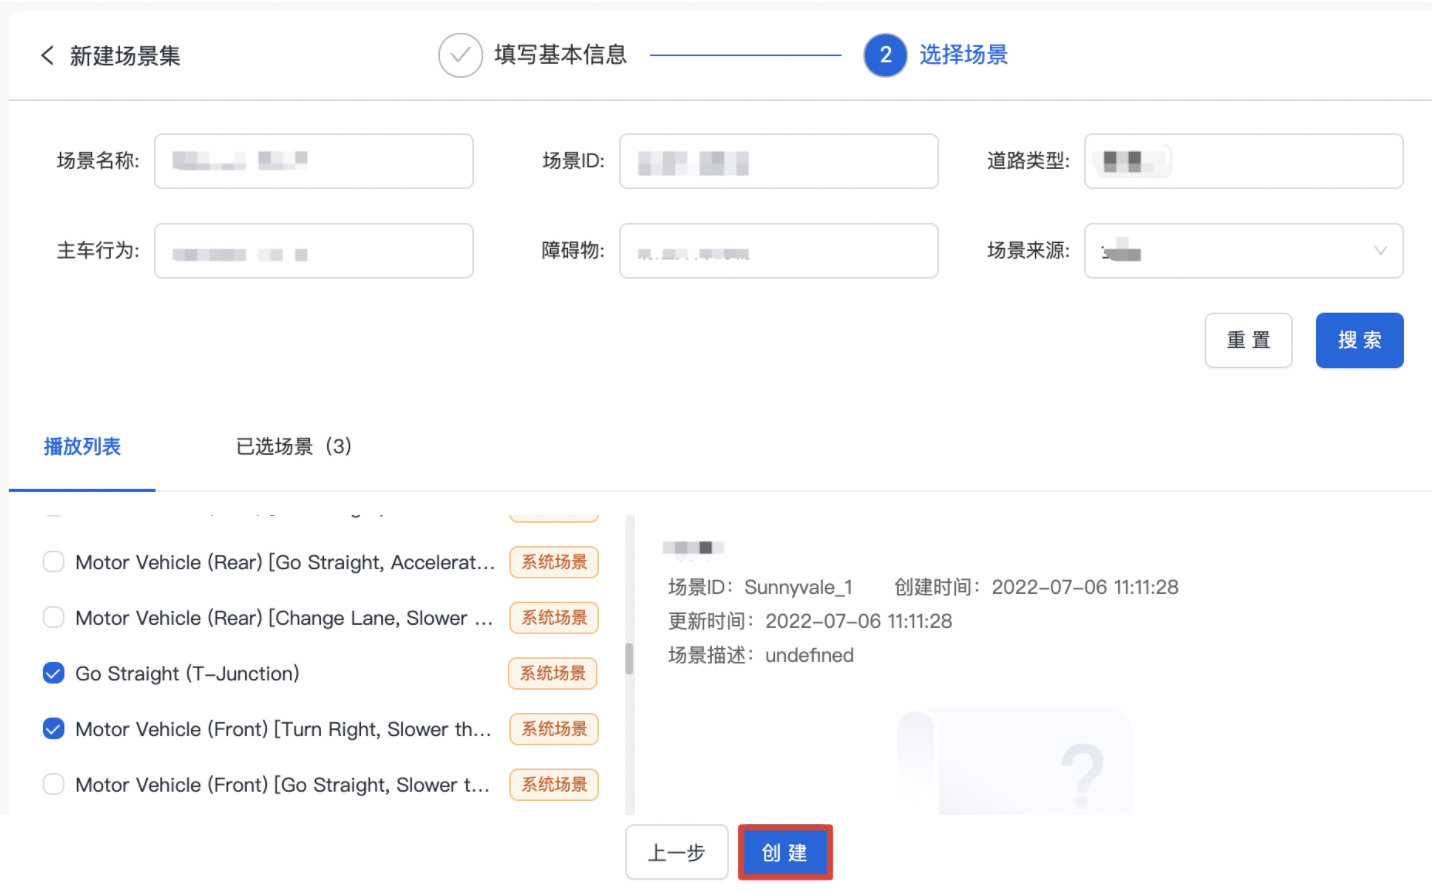 新建场景集
填写基本信息
2 选择场景
场景名称:
场景ID:
道路类型:
主车行为:
障碍物:
场景来源:
重 置
搜 索
播放列表
已选场景（3）
Motor Vehicle (Rear) [Go Straight, Accelerat... 系统场景
Motor Vehicle (Rear) [Change Lane, Slower ... 系统场景
Go Straight (T-Junction) 系统场景
Motor Vehicle (Front) [Turn Right, Slower th... 系统场景
Motor Vehicle (Front) [Go Straight, Slower t... 系统场景
场景ID：Sunnyvale_1 创建时间：2022-07-06 11:11:28
更新时间：2022-07-06 11:11:28
场景描述：undefined
?
上一步
创 建